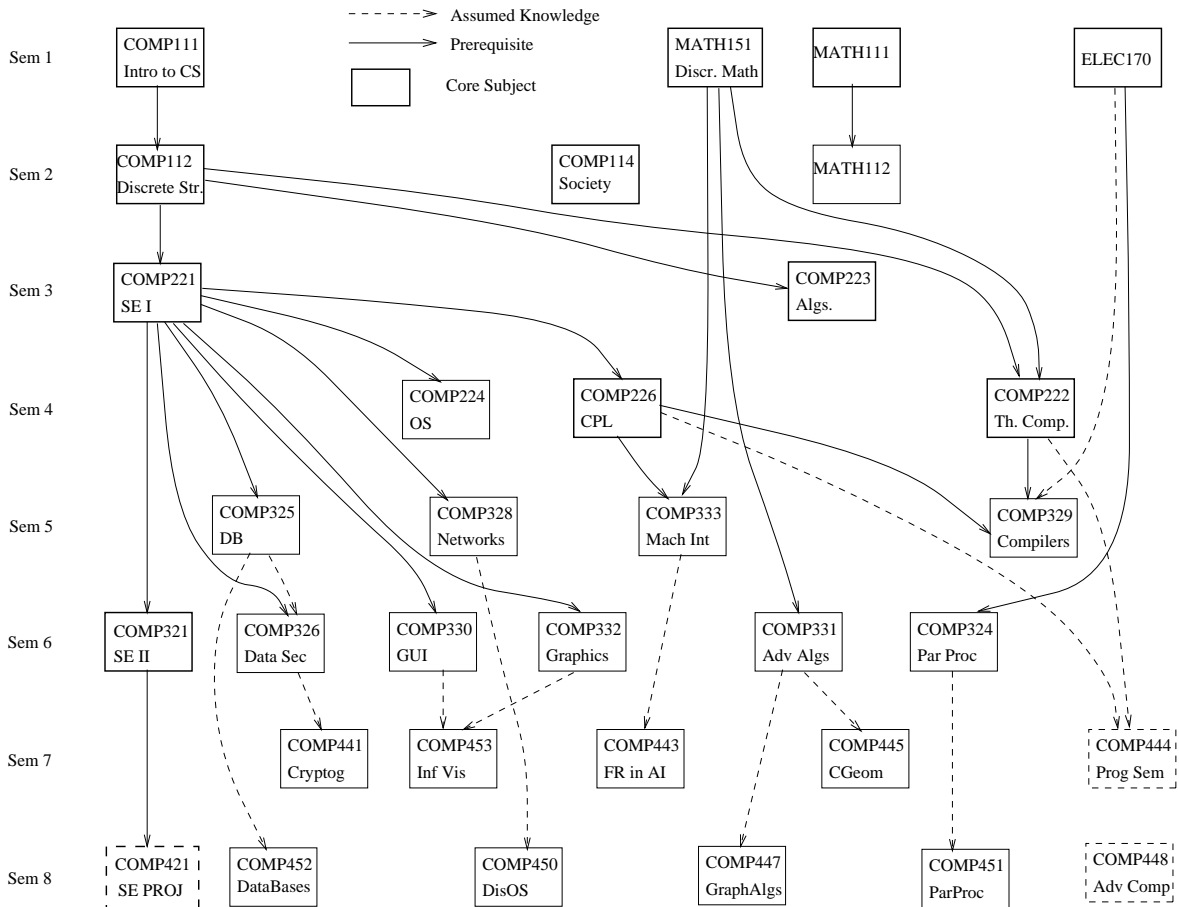 Assumed Knowledge
Prerequisite
Core Subject
Sem 1
COMP111
Intro to CS
MATH151
Discr. Math
MATH111
ELEC170
Sem 2
COMP112
Discrete Str.
COMP114
Society
MATH112
Sem 3
COMP221
SE I
COMP223
Algs.
Sem 4
COMP224
OS
COMP226
CPL
COMP222
Th. Comp.
Sem 5
COMP325
DB
COMP328
Networks
COMP333
Mach Int
COMP329
Compilers
Sem 6
COMP321
SE II
COMP326
Data Sec
COMP330
GUI
COMP332
Graphics
COMP331
Adv Algs
COMP324
Par Proc
Sem 7
COMP441
Cryptog
COMP453
Inf Vis
COMP443
FR in AI
COMP445
CGeom
COMP444
Prog Sem
Sem 8
COMP421
SE PROJ
COMP452
DataBases
COMP450
DisOS
COMP447
GraphAlgs
COMP451
ParProc
COMP448
Adv Comp